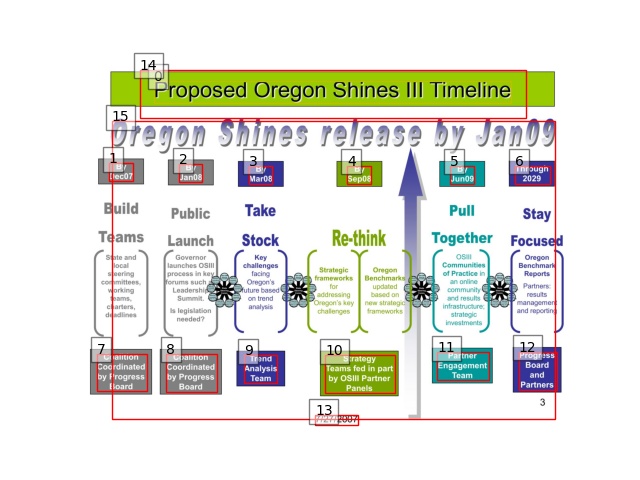 Proposed Oregon Shines III Timeline
Oregon Shines release by Jan09
By Dec07
By Jan08
By Mar08
By Sep08
By Jun09
Through 2029
Build Teams
Public Launch
Take Stock
Re-think
Pull Together
Stay Focused
State and
local
steering
committees,
working
teams,
charters,
deadlines
Governor
launches OSIII
process in key
forums such
Leadership
Summit.
Is legislation
needed?
Key
challenges
facing
Oregon's
future based
on trend
analysis
Strategic
frameworks
for
addressing
Oregon's key
challenges
Oregon
Benchmarks
updated
based on
new strategic
frameworks
OSIII
Communities
of Practice in
an online
community
and results
infrastructure;
strategic
investments
Oregon
Benchmark
Reports
Partners:
results
management
and reporting
Coalition
Coordinated
by Progress
Board
Coalition
Coordinated
by Progress
Board
Trend
Analysis
Team
Strategy
Teams fed in part
by OSIII Partner
Panels
Partner
Engagement
Team
Progress
Board
and
Partners
3
0
1
2
3
4
5
6
7
8
9
10
11
12
13
14
15